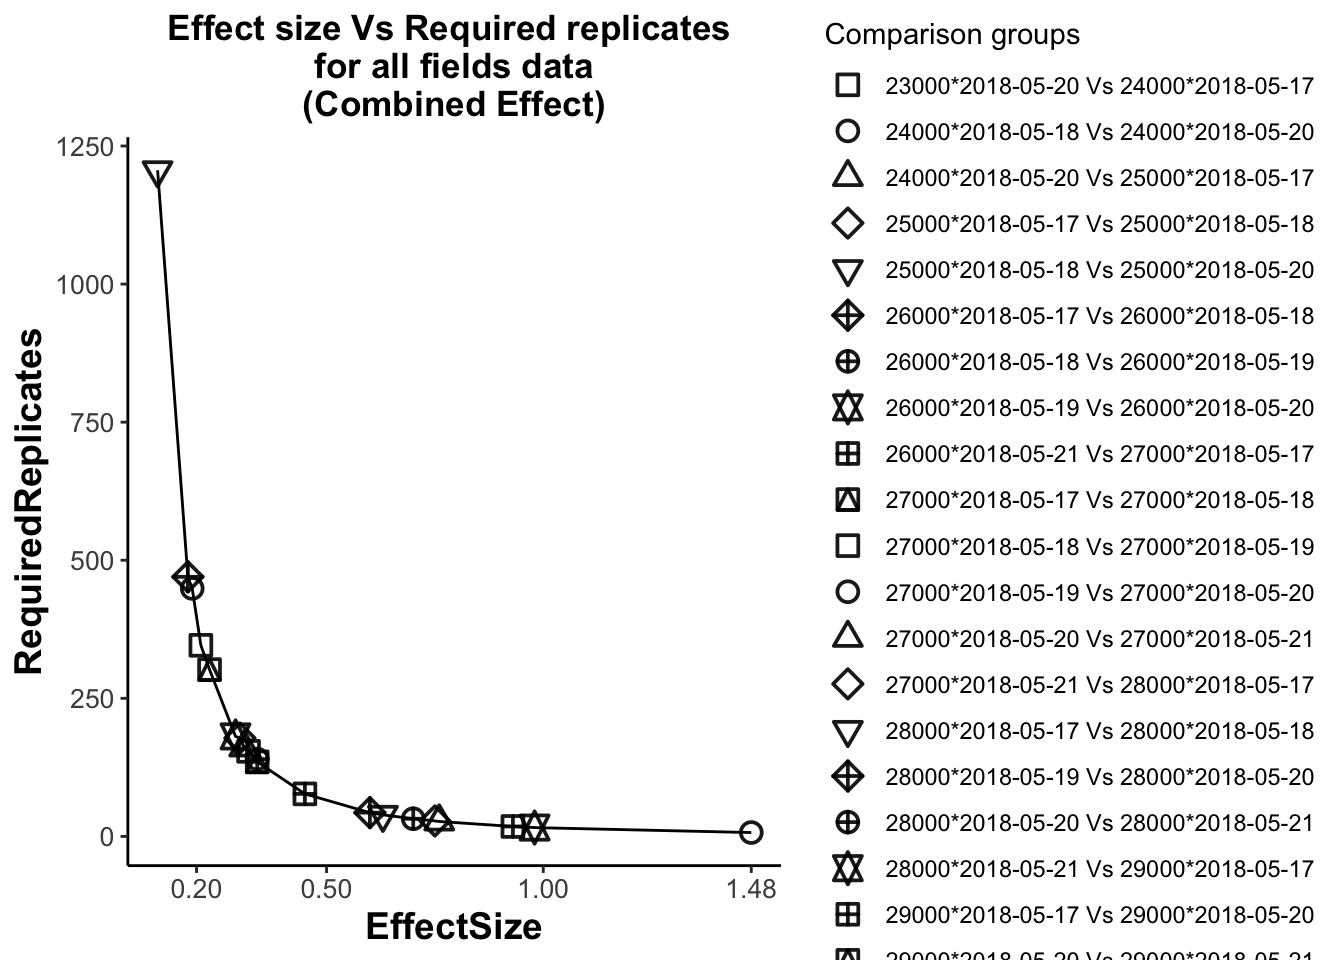 Effect size Vs Required replicates
for all fields data
(Combined Effect)
RequiredReplicates
1250
1000
750
500
250
0
0.20
0.50
1.00
1.48
EffectSize
Comparison groups
23000*2018-05-20 Vs 24000*2018-05-17
24000*2018-05-18 Vs 24000*2018-05-20
24000*2018-05-20 Vs 25000*2018-05-17
25000*2018-05-17 Vs 25000*2018-05-18
25000*2018-05-18 Vs 25000*2018-05-20
26000*2018-05-17 Vs 26000*2018-05-18
26000*2018-05-18 Vs 26000*2018-05-19
26000*2018-05-19 Vs 26000*2018-05-20
26000*2018-05-21 Vs 27000*2018-05-17
27000*2018-05-17 Vs 27000*2018-05-18
27000*2018-05-18 Vs 27000*2018-05-19
27000*2018-05-19 Vs 27000*2018-05-20
27000*2018-05-20 Vs 27000*2018-05-21
27000*2018-05-21 Vs 28000*2018-05-17
28000*2018-05-17 Vs 28000*2018-05-18
28000*2018-05-19 Vs 28000*2018-05-20
28000*2018-05-20 Vs 28000*2018-05-21
28000*2018-05-21 Vs 29000*2018-05-17
29000*2018-05-17 Vs 29000*2018-05-20
29000*2018-05-20 Vs 29000*2018-05-21